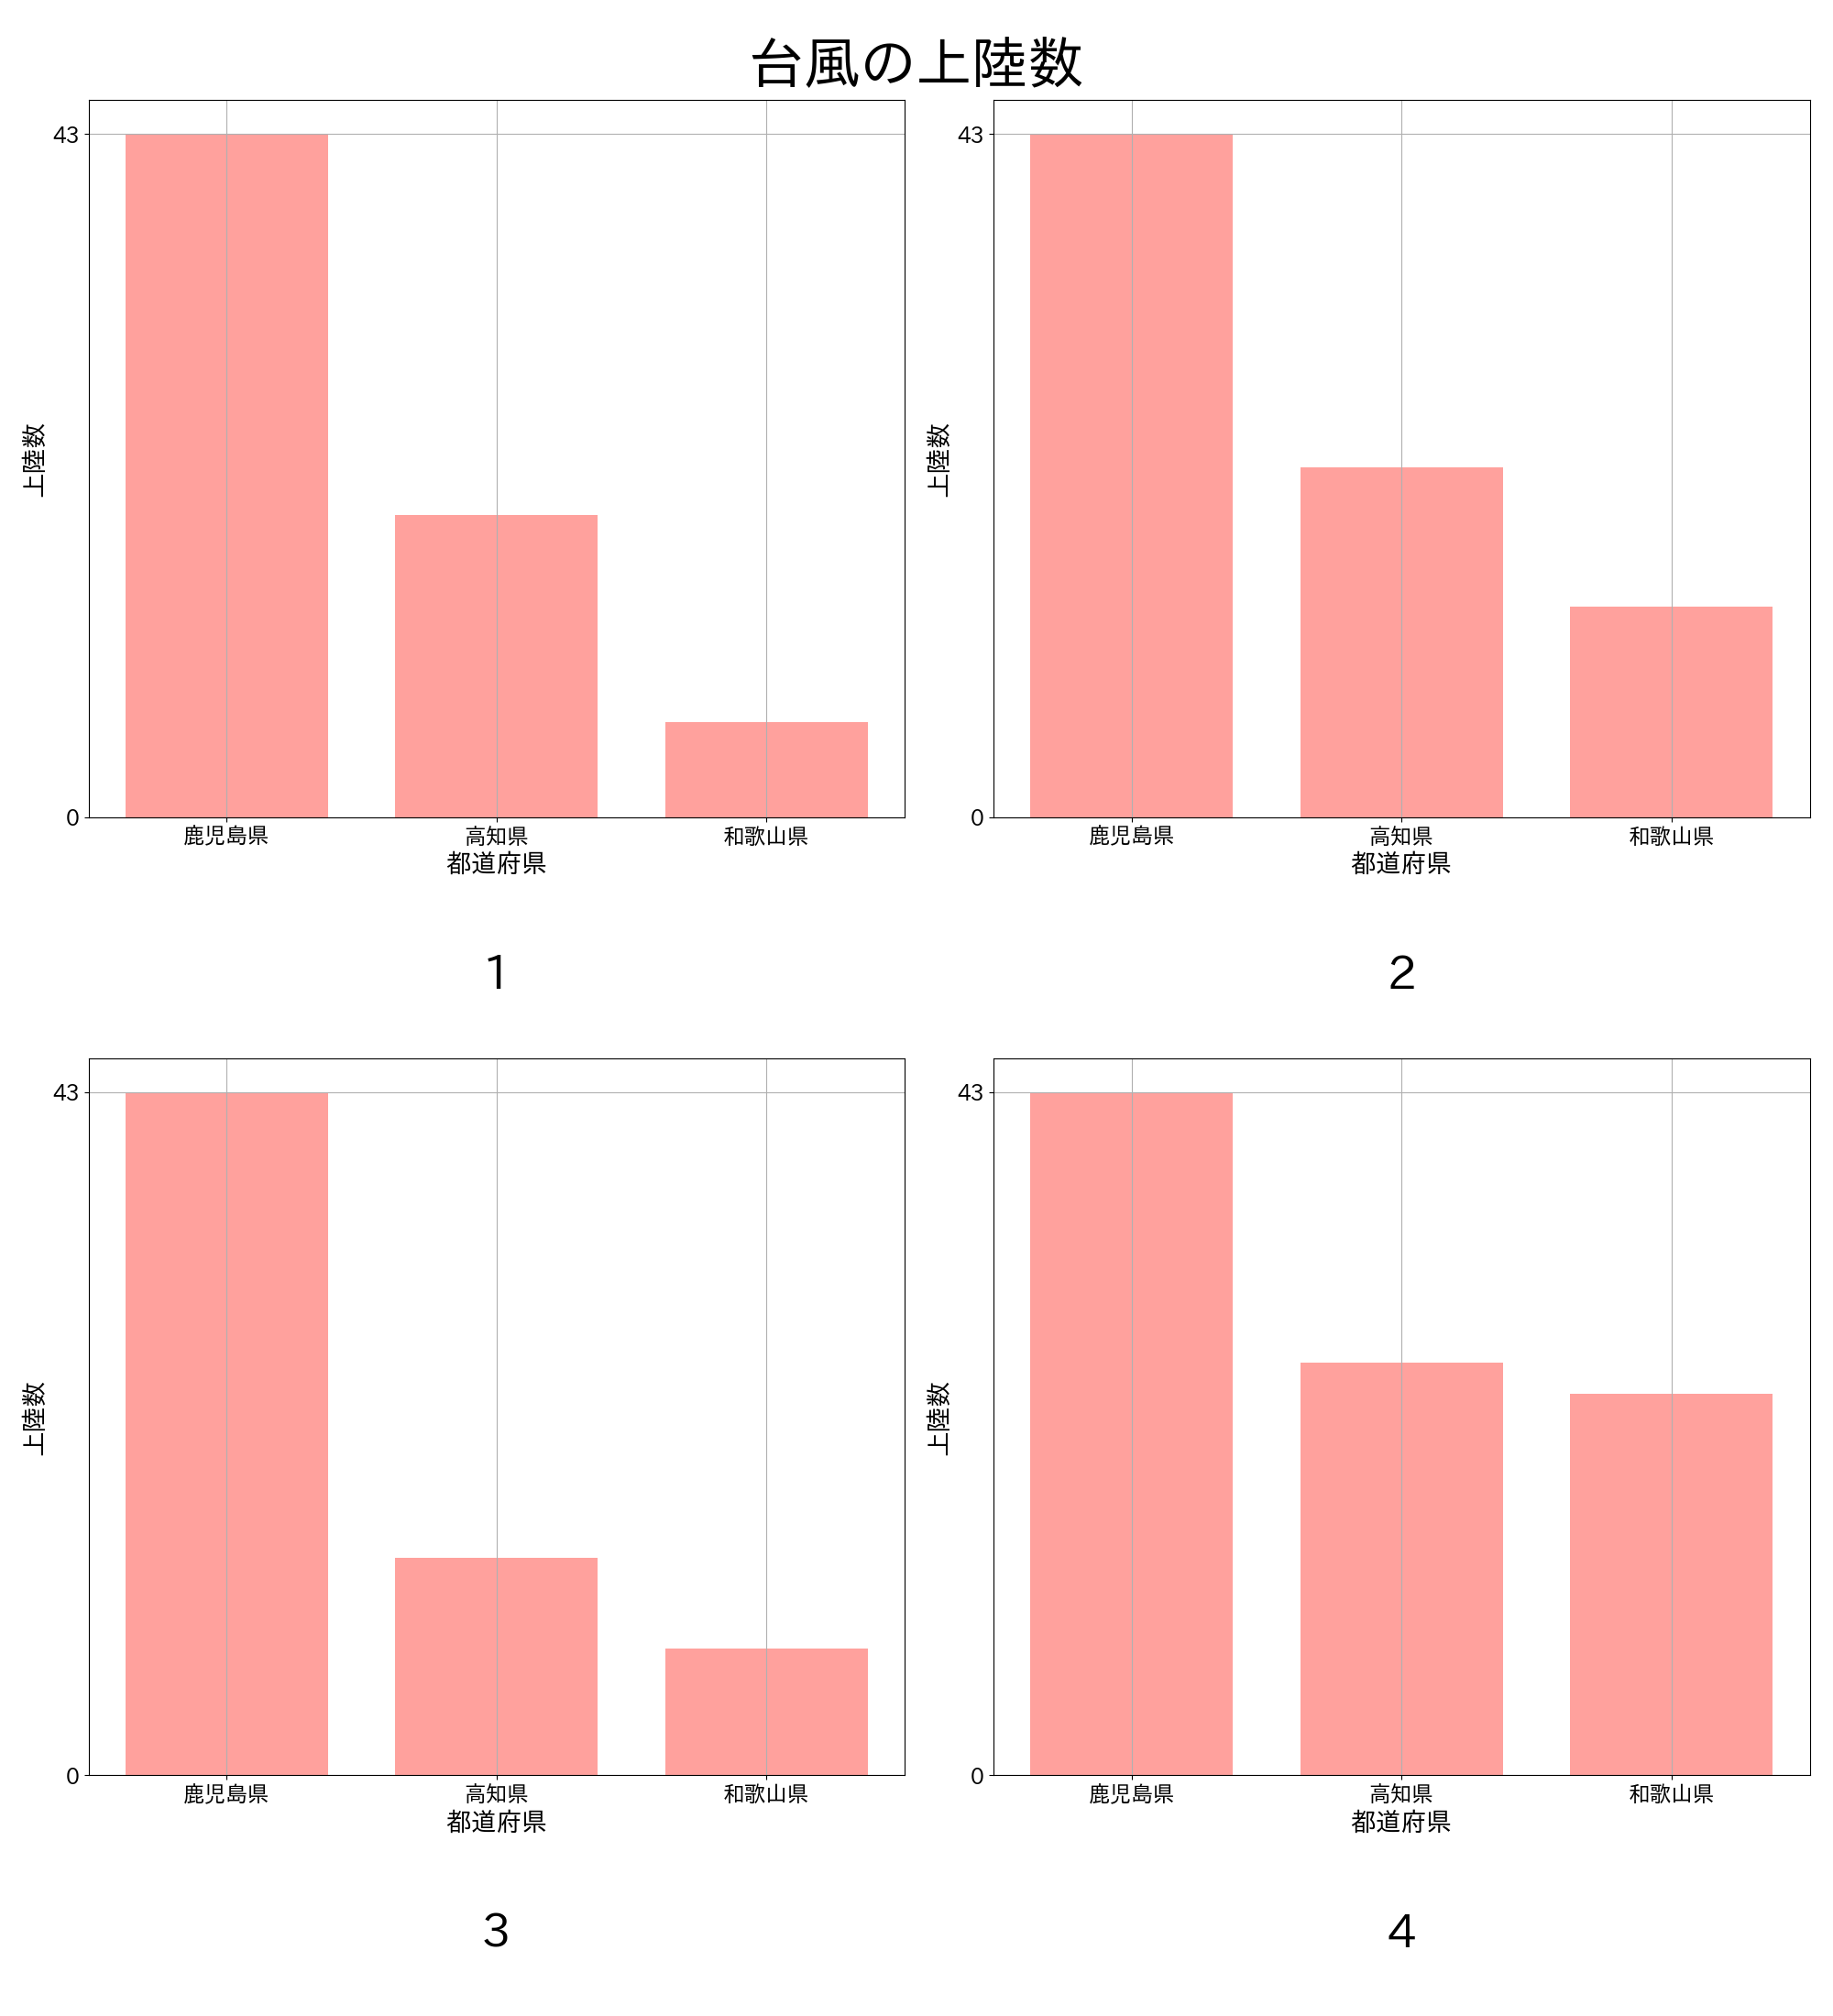 台風の上陸数
43
0
上陸数
鹿児島県 高知県 和歌山県
都道府県
1
43
0
上陸数
鹿児島県 高知県 和歌山県
都道府県
2
43
0
上陸数
鹿児島県 高知県 和歌山県
都道府県
3
43
0
上陸数
鹿児島県 高知県 和歌山県
都道府県
4